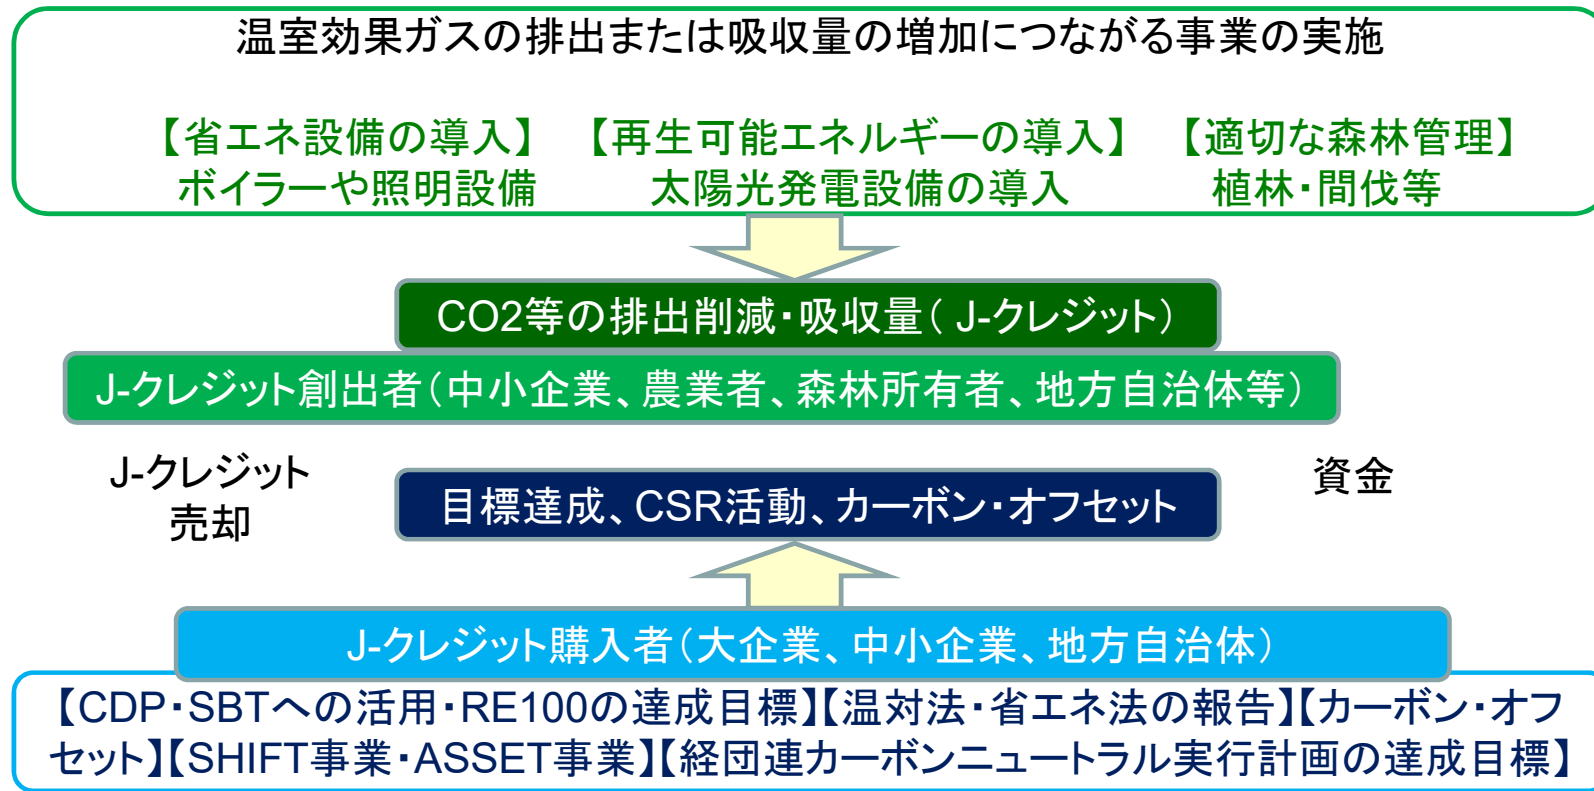 温室効果ガスの排出または吸収量の増加につながる事業の実施
【省エネ設備の導入】 【再生可能エネルギーの導入】 【適切な森林管理】
ボイラーや照明設備 太陽光発電設備の導入 植林・間伐等
CO2等の排出削減・吸収量（ J-クレジット）
J-クレジット創出者（中小企業、農業者、森林所有者、地方自治体等）
J-クレジット
売却
目標達成、CSR活動、カーボン・オフセット
資金
J-クレジット購入者（大企業、中小企業、地方自治体）
【CDP・SBTへの活用・RE100の達成目標】【温対法・省エネ法の報告】【カーボン・オフ
セット】【SHIFT事業・ASSET事業】【経団連カーボンニュートラル実行計画の達成目標】